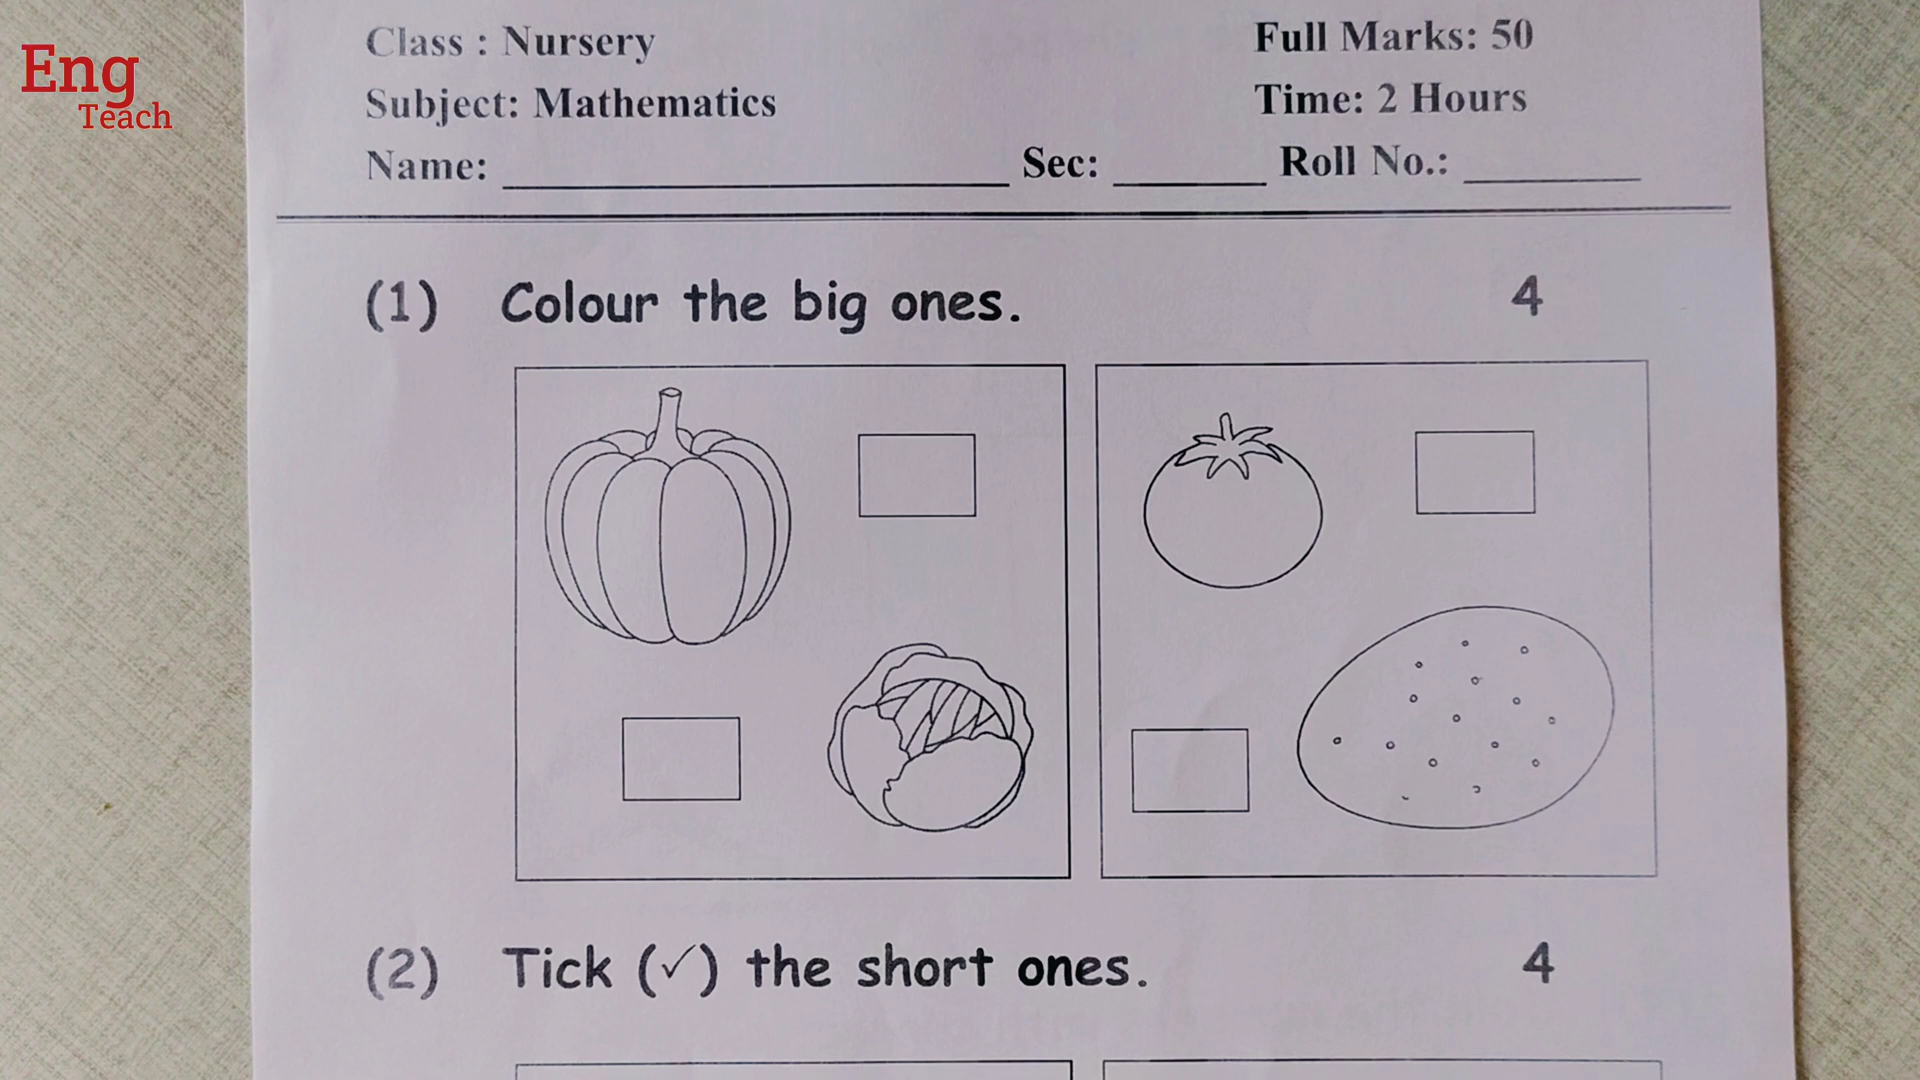 Eng
Teach
Class : Nursery Full Marks: 50
Subject: Mathematics Time: 2 Hours
Name: Sec: Roll No.:
(1) Colour the big ones. 4
(2) Tick (✓) the short ones. 4